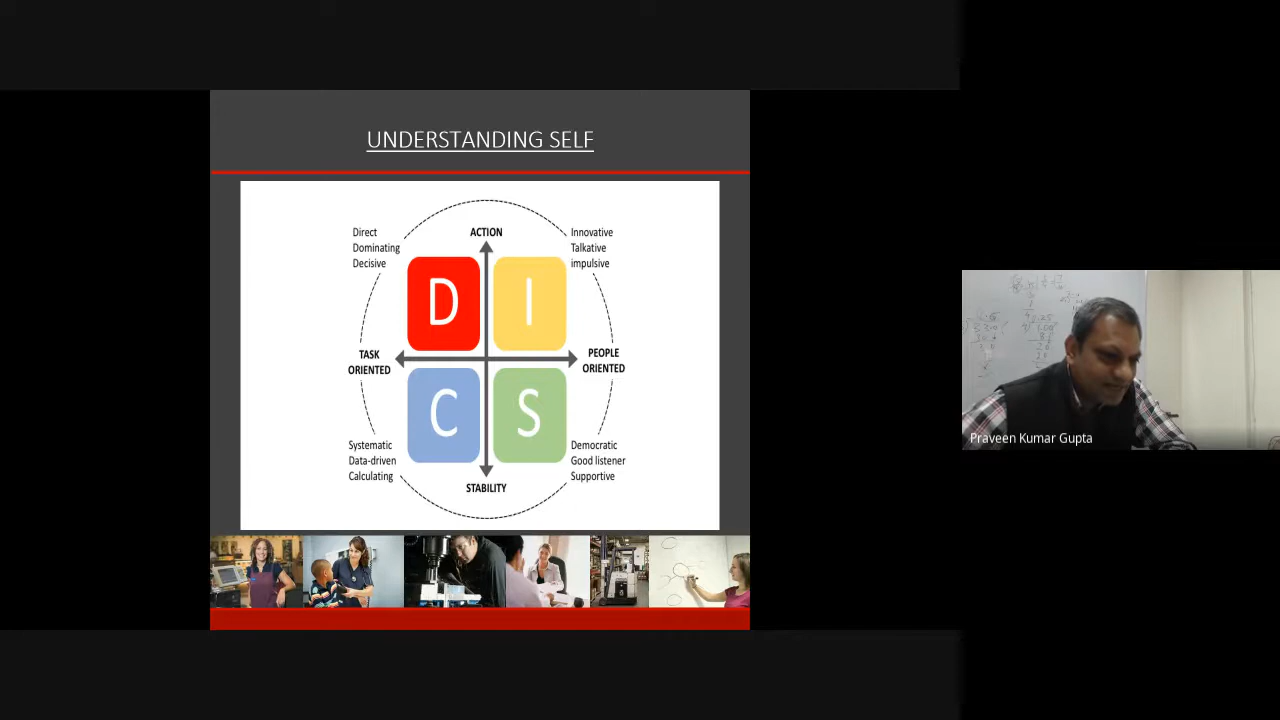 UNDERSTANDING SELF
Direct
Dominating
Decisive
ACTION
Innovative
Talkative
impulsive
D
I
TASK
ORIENTED
PEOPLE
ORIENTED
C
S
Systematic
Data-driven
Calculating
STABILITY
Democratic
Good listener
Supportive
Praveen Kumar Gupta